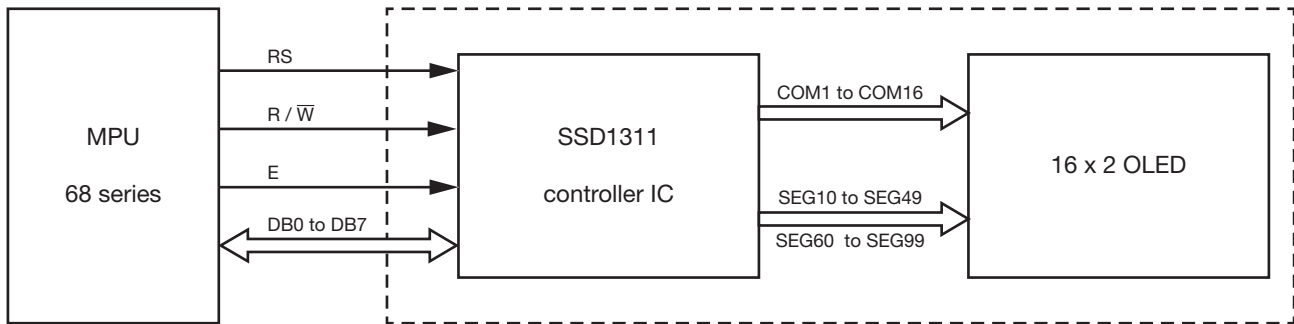 RS
R / W̅
E
DB0 to DB7
MPU
68 series
SSD1311
controller IC
COM1 to COM16
SEG10 to SEG49
SEG60 to SEG99
16 x 2 OLED